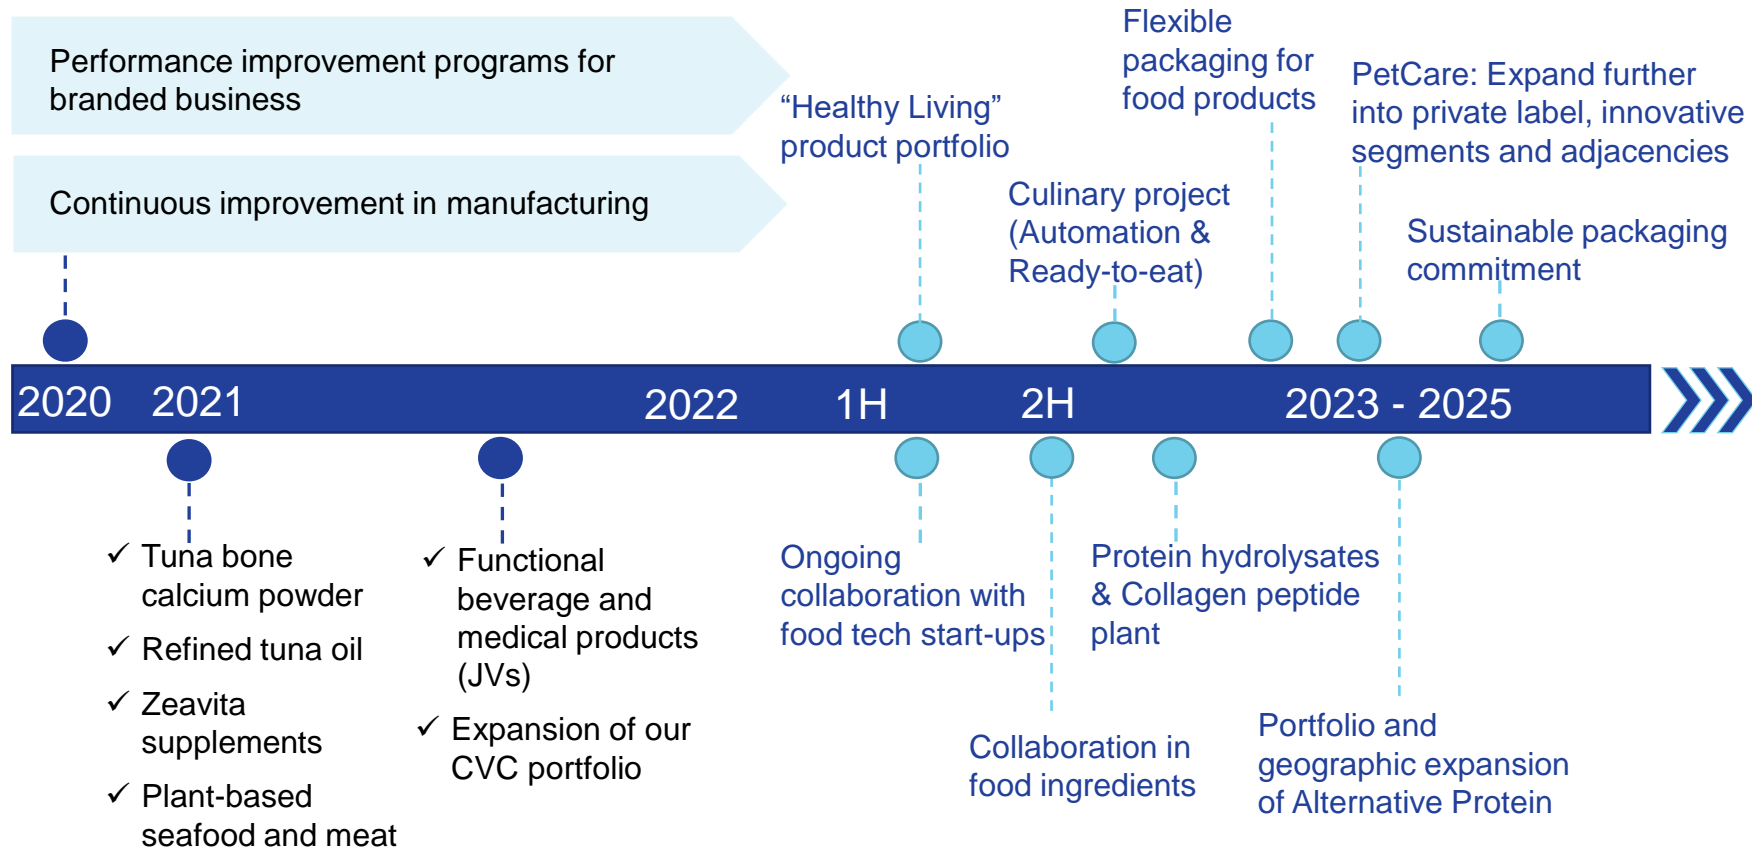 Performance improvement programs for
branded business
Continuous improvement in manufacturing
“Healthy Living”
product portfolio
Culinary project
(Automation &
Ready-to-eat)
Flexible
packaging for
food products
PetCare: Expand further
into private label, innovative
segments and adjacencies
Sustainable packaging
commitment
2020 2021 2022 1H 2H 2023 - 2025
✓ Tuna bone
calcium powder
✓ Refined tuna oil
✓ Zeavita
supplements
✓ Plant-based
seafood and meat
✓ Functional
beverage and
medical products
(JVs)
✓ Expansion of our
CVC portfolio
Ongoing
collaboration with
food tech start-ups
Collaboration in
food ingredients
Protein hydrolysates
& Collagen peptide
plant
Portfolio and
geographic expansion
of Alternative Protein